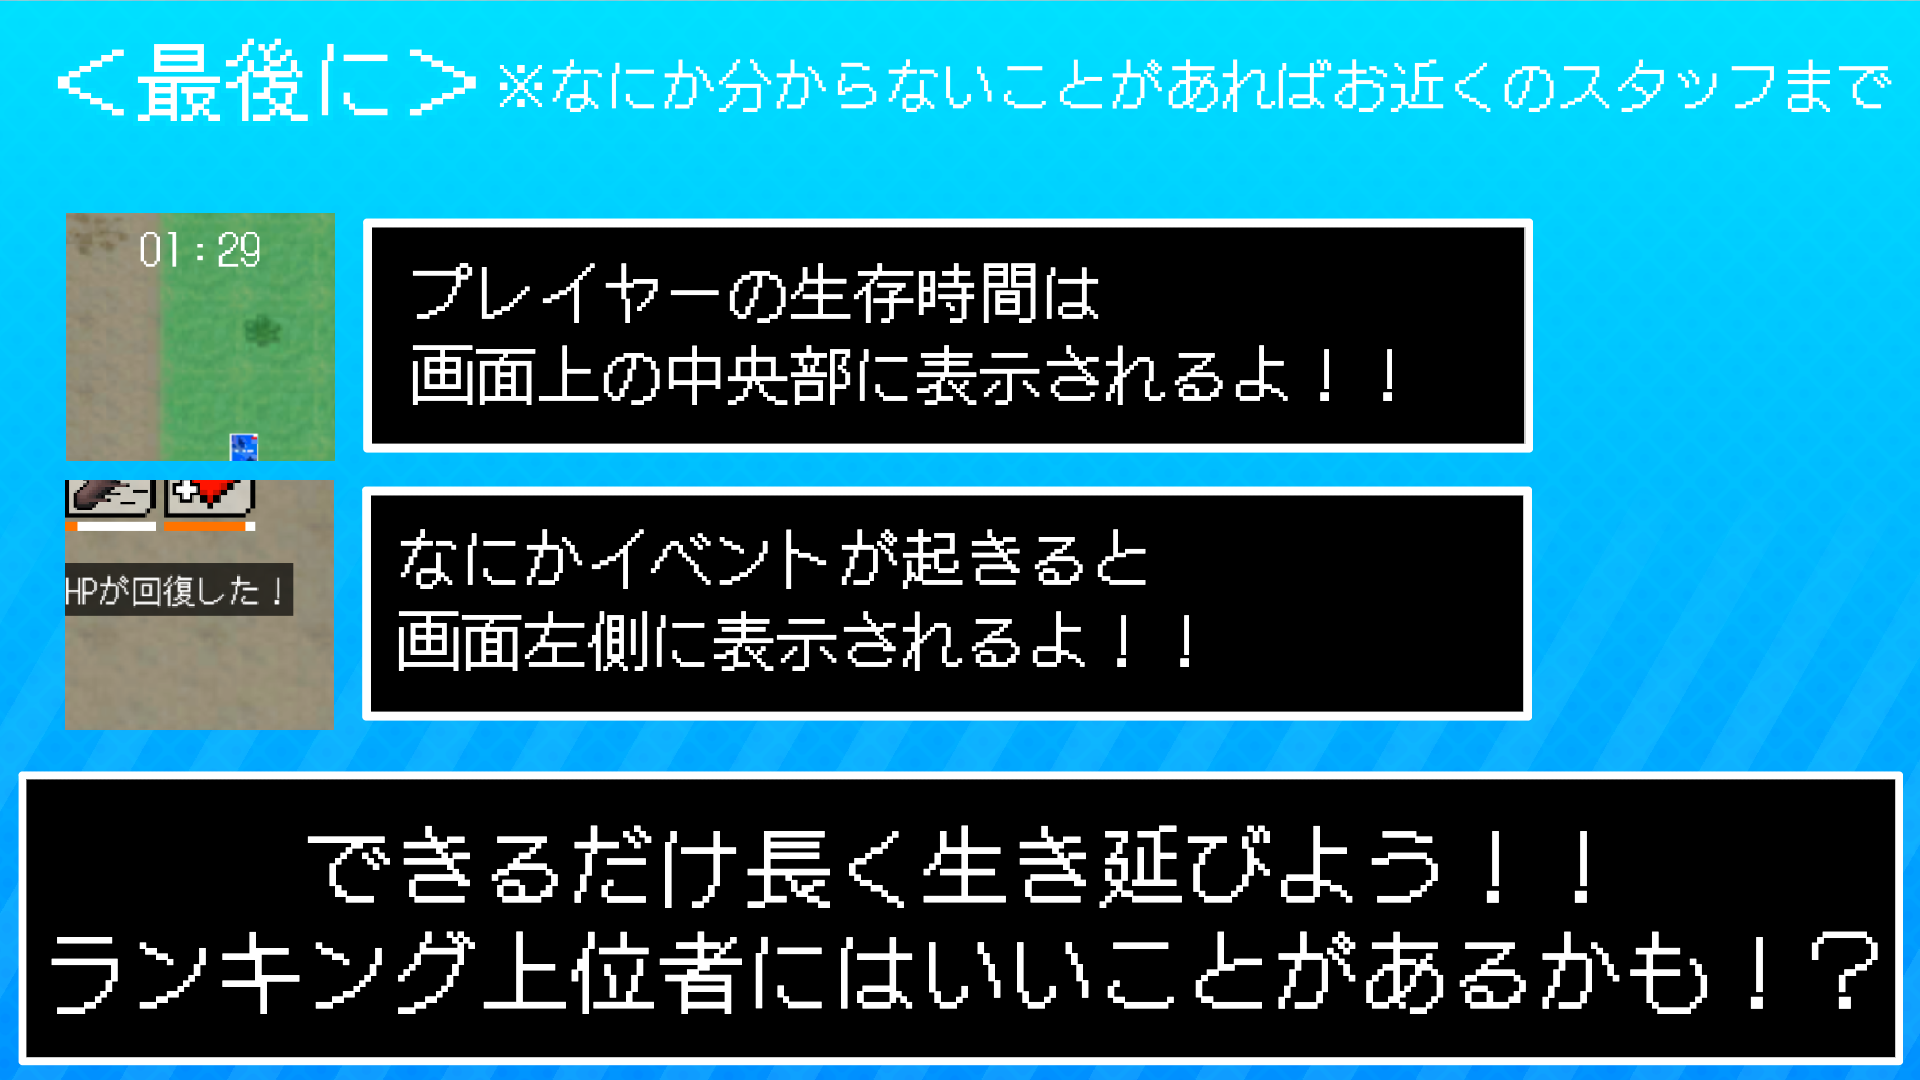 ＜最後に＞ ※なにか分からないことがあればお近くのスタッフまで
01:29
プレイヤーの生存時間は
画面上の中央部に表示されるよ！！
HPが回復した！
なにかイベントが起きると
画面左側に表示されるよ！！
できるだけ長く生き延びよう！！
ランキング上位者にはいいことがあるかも！？